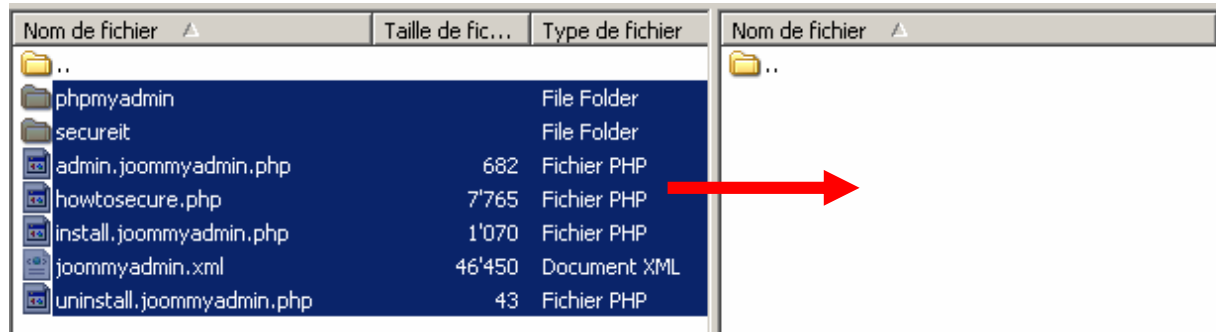 Nom de fichier Taille de fic... Type de fichier Nom de fichier
.. ..
phpmyadmin File Folder
secureit File Folder
admin.joommyadmin.php 682 Fichier PHP
howtosecure.php 7'765 Fichier PHP
install.joommyadmin.php 1'070 Fichier PHP
joommyadmin.xml 46'450 Document XML
uninstall.joommyadmin.php 43 Fichier PHP